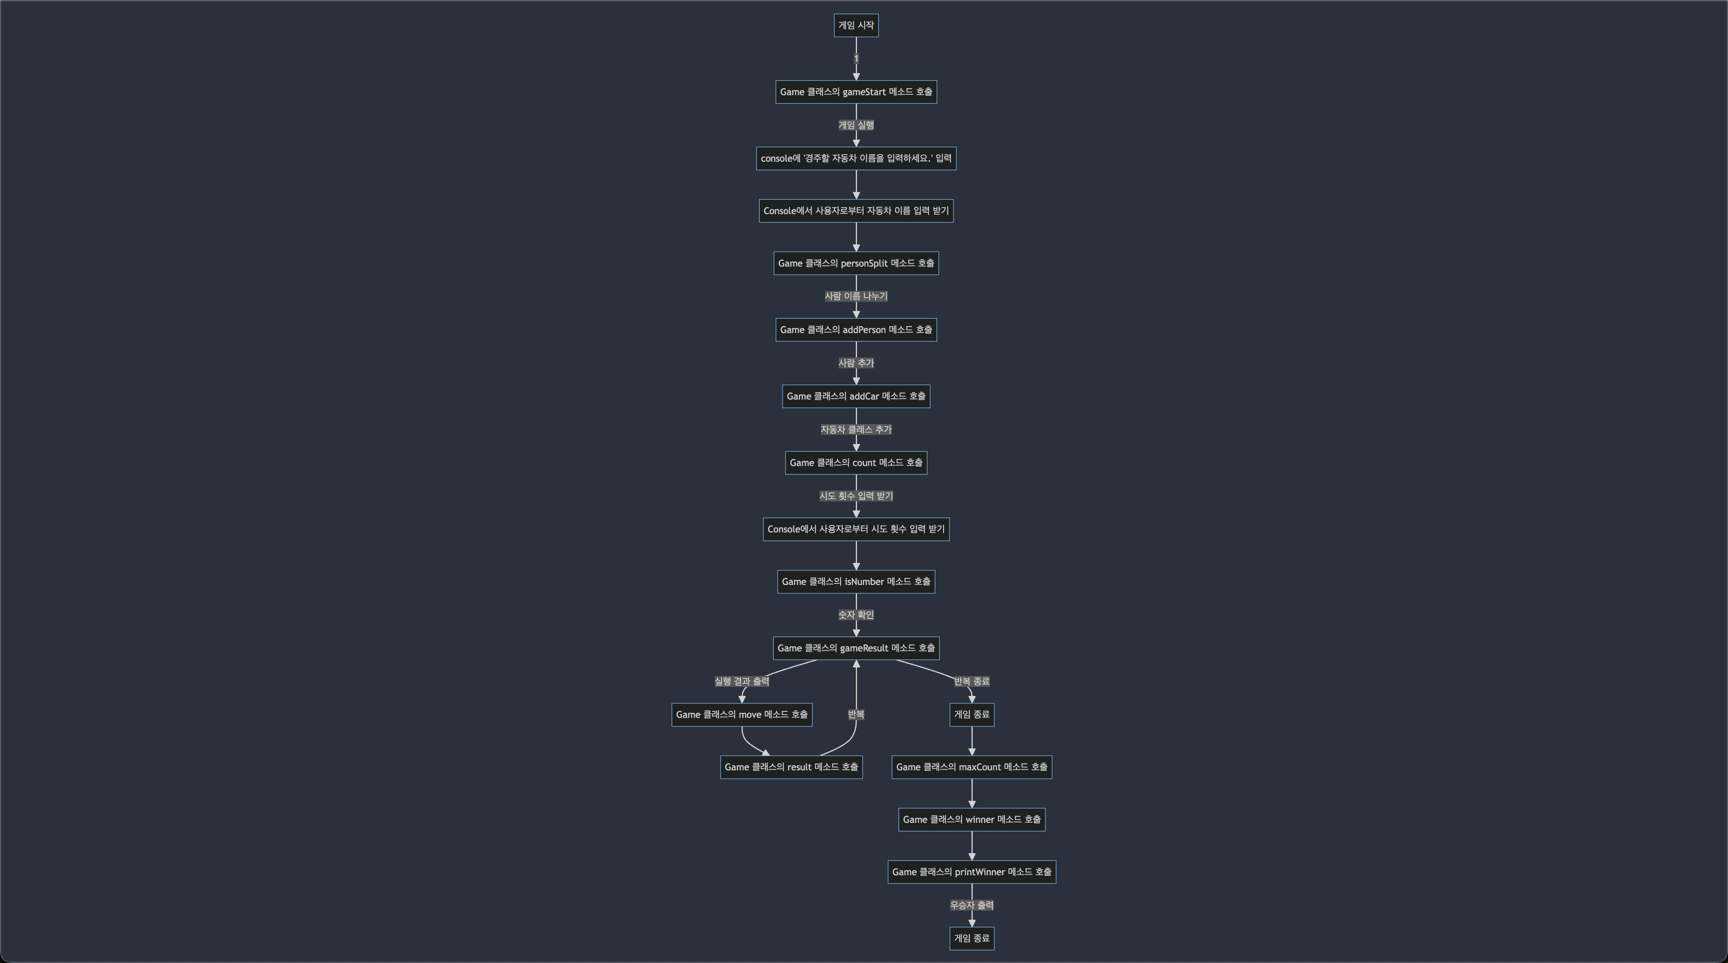 게임 시작
1
Game 클래스의 gameStart 메소드 호출
게임 실행
console에 '경주할 자동차 이름을 입력하세요.' 입력
Console에서 사용자로부터 자동차 이름 입력 받기
Game 클래스의 personSplit 메소드 호출
사람 이름 나누기
Game 클래스의 addPerson 메소드 호출
사람 추가
Game 클래스의 addCar 메소드 호출
자동차 클래스 추가
Game 클래스의 count 메소드 호출
시도 횟수 입력 받기
Console에서 사용자로부터 시도 횟수 입력 받기
Game 클래스의 isNumber 메소드 호출
숫자 확인
Game 클래스의 gameResult 메소드 호출
실행 결과 출력
반복 종료
Game 클래스의 move 메소드 호출
반복
게임 종료
Game 클래스의 result 메소드 호출
Game 클래스의 maxCount 메소드 호출
Game 클래스의 winner 메소드 호출
Game 클래스의 printWinner 메소드 호출
우승자 출력
게임 종료